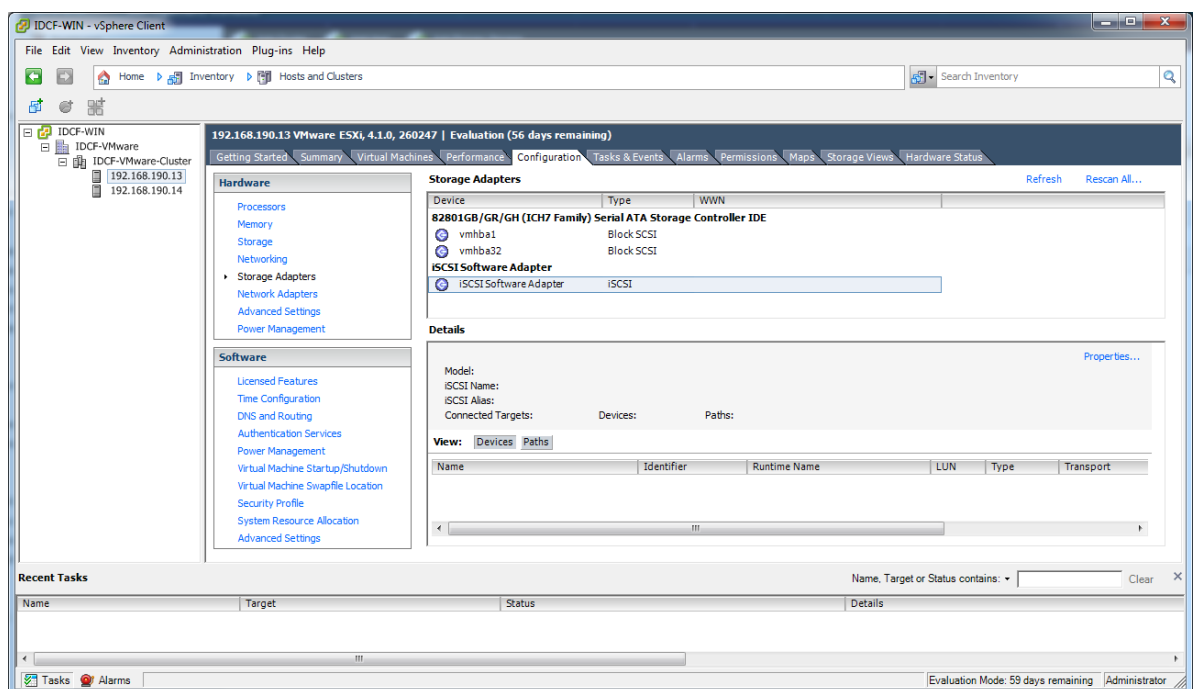 IDCF-WIN - vSphere Client
File Edit View Inventory Administration Plug-ins Help
Home Inventory Hosts and Clusters
Search Inventory
IDCF-WIN
IDCF-VMware
IDCF-VMware-Cluster
192.168.190.13
192.168.190.14
192.168.190.13 VMware ESXi, 4.1.0, 260247 | Evaluation (56 days remaining)
Getting Started Summary Virtual Machines Performance Configuration Tasks & Events Alarms Permissions Maps Storage Views Hardware Status
Hardware
Processors
Memory
Storage
Networking
Storage Adapters
Network Adapters
Advanced Settings
Power Management
Software
Licensed Features
Time Configuration
DNS and Routing
Authentication Services
Power Management
Virtual Machine Startup/Shutdown
Virtual Machine Swapfile Location
Security Profile
System Resource Allocation
Advanced Settings
Storage Adapters
Refresh Rescan All...
Device Type WWN
82801GB/GR/GH (ICH7 Family) Serial ATA Storage Controller IDE
vmhba1 Block SCSI
vmhba32 Block SCSI
iSCSI Software Adapter
iSCSI Software Adapter iSCSI
Details
Properties...
Model:
iSCSI Name:
iSCSI Alias:
Connected Targets: Devices: Paths:
View: Devices Paths
Name Identifier Runtime Name LUN Type Transport
Recent Tasks
Name, Target or Status contains: Clear
Name Target Status Details
Tasks Alarms
Evaluation Mode: 59 days remaining Administrator